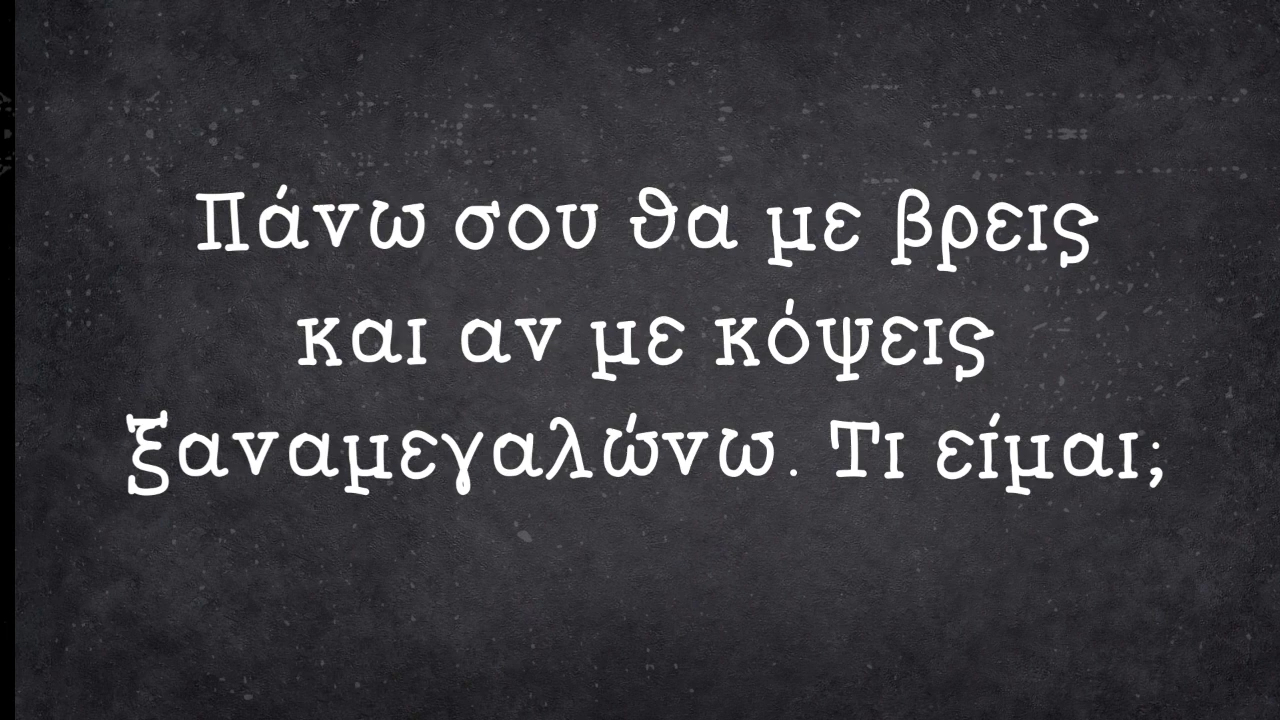 Πάνω σου θα με βρεις
και αν με κόψεις
ξαναμεγαλώνω. Τι είμαι;